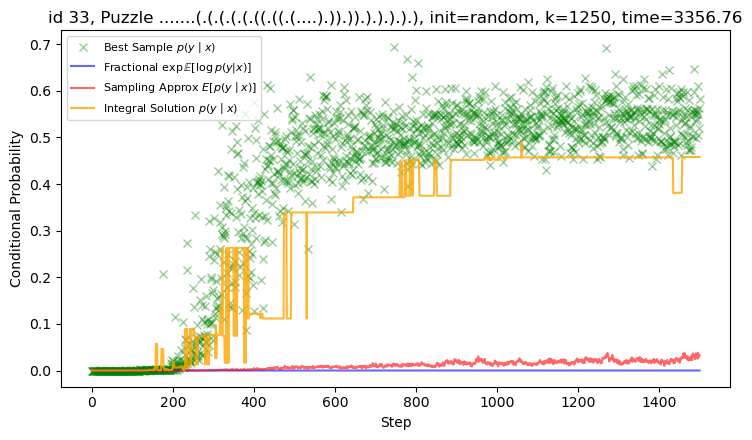 id 33, Puzzle .......(.(.(.(.(.((.((.(....).)).)).).).).).), init=random, k=1250, time=3356.76
Best Sample p(y | x)
Fractional exp𝔼[log p(y|x)]
Sampling Approx E[p(y | x)]
Integral Solution p(y | x)
Conditional Probability
0.7
0.6
0.5
0.4
0.3
0.2
0.1
0.0
0 200 400 600 800 1000 1200 1400
Step